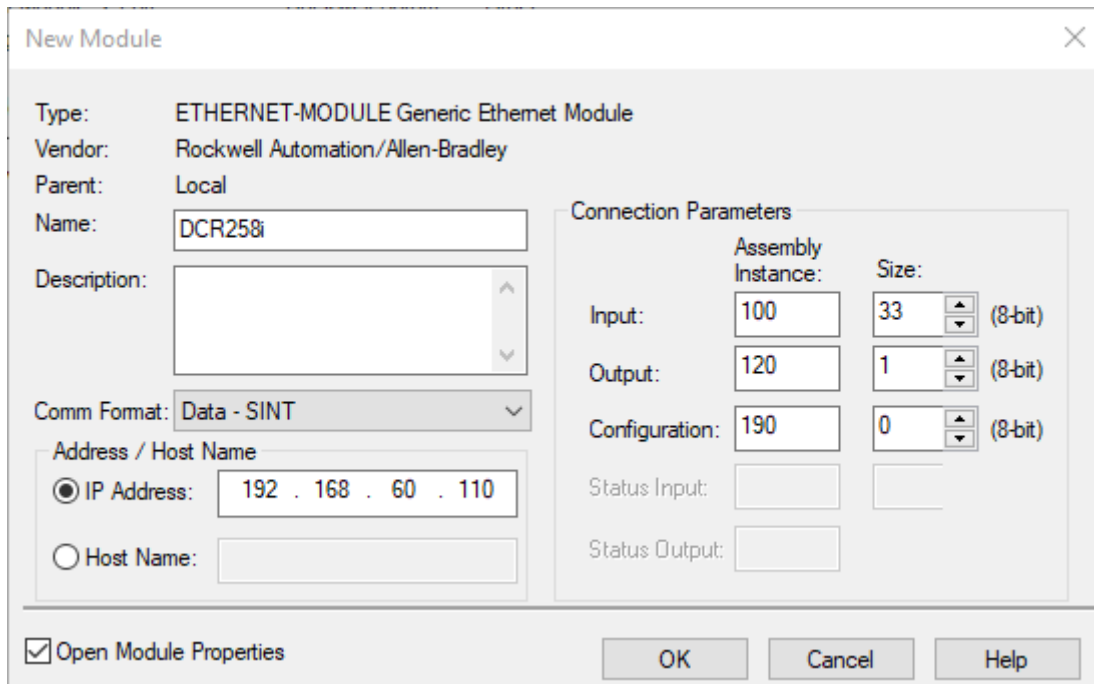 New Module
Type: ETHERNET-MODULE Generic Ethernet Module
Vendor: Rockwell Automation/Allen-Bradley
Parent: Local
Name: DCR258i
Description:
Comm Format: Data - SINT
Address / Host Name
IP Address: 192 . 168 . 60 . 110
Host Name:
Connection Parameters
Assembly
Instance: Size:
Input: 100 33 (8-bit)
Output: 120 1 (8-bit)
Configuration: 190 0 (8-bit)
Status Input:
Status Output:
Open Module Properties
OK Cancel Help